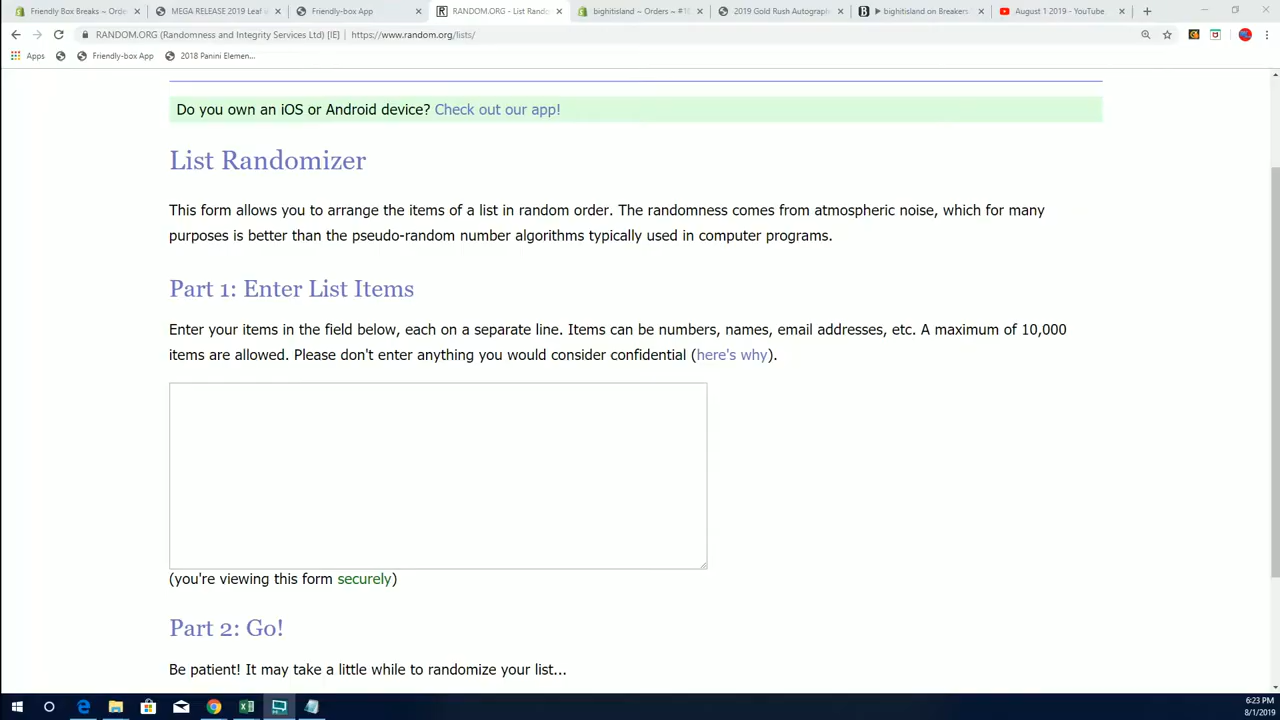 Friendly Box Breaks ~ Orde
MEGA RELEASE 2019 Leaf
Friendly-box App
RANDOM.ORG - List Rando
bighitisland ~ Orders ~ #1
2019 Gold Rush Autograph
bighitisland on Breakers
August 1 2019 - YouTube
RANDOM.ORG (Randomness and Integrity Services Ltd) [IE] | https://www.random.org/lists/
Apps
Friendly-box App
2018 Panini Elemen...
Do you own an iOS or Android device? Check out our app!
List Randomizer
This form allows you to arrange the items of a list in random order. The randomness comes from atmospheric noise, which for many
purposes is better than the pseudo-random number algorithms typically used in computer programs.
Part 1: Enter List Items
Enter your items in the field below, each on a separate line. Items can be numbers, names, email addresses, etc. A maximum of 10,000
items are allowed. Please don't enter anything you would consider confidential (here's why).
(you're viewing this form securely)
Part 2: Go!
Be patient! It may take a little while to randomize your list...
6:23 PM
8/1/2019